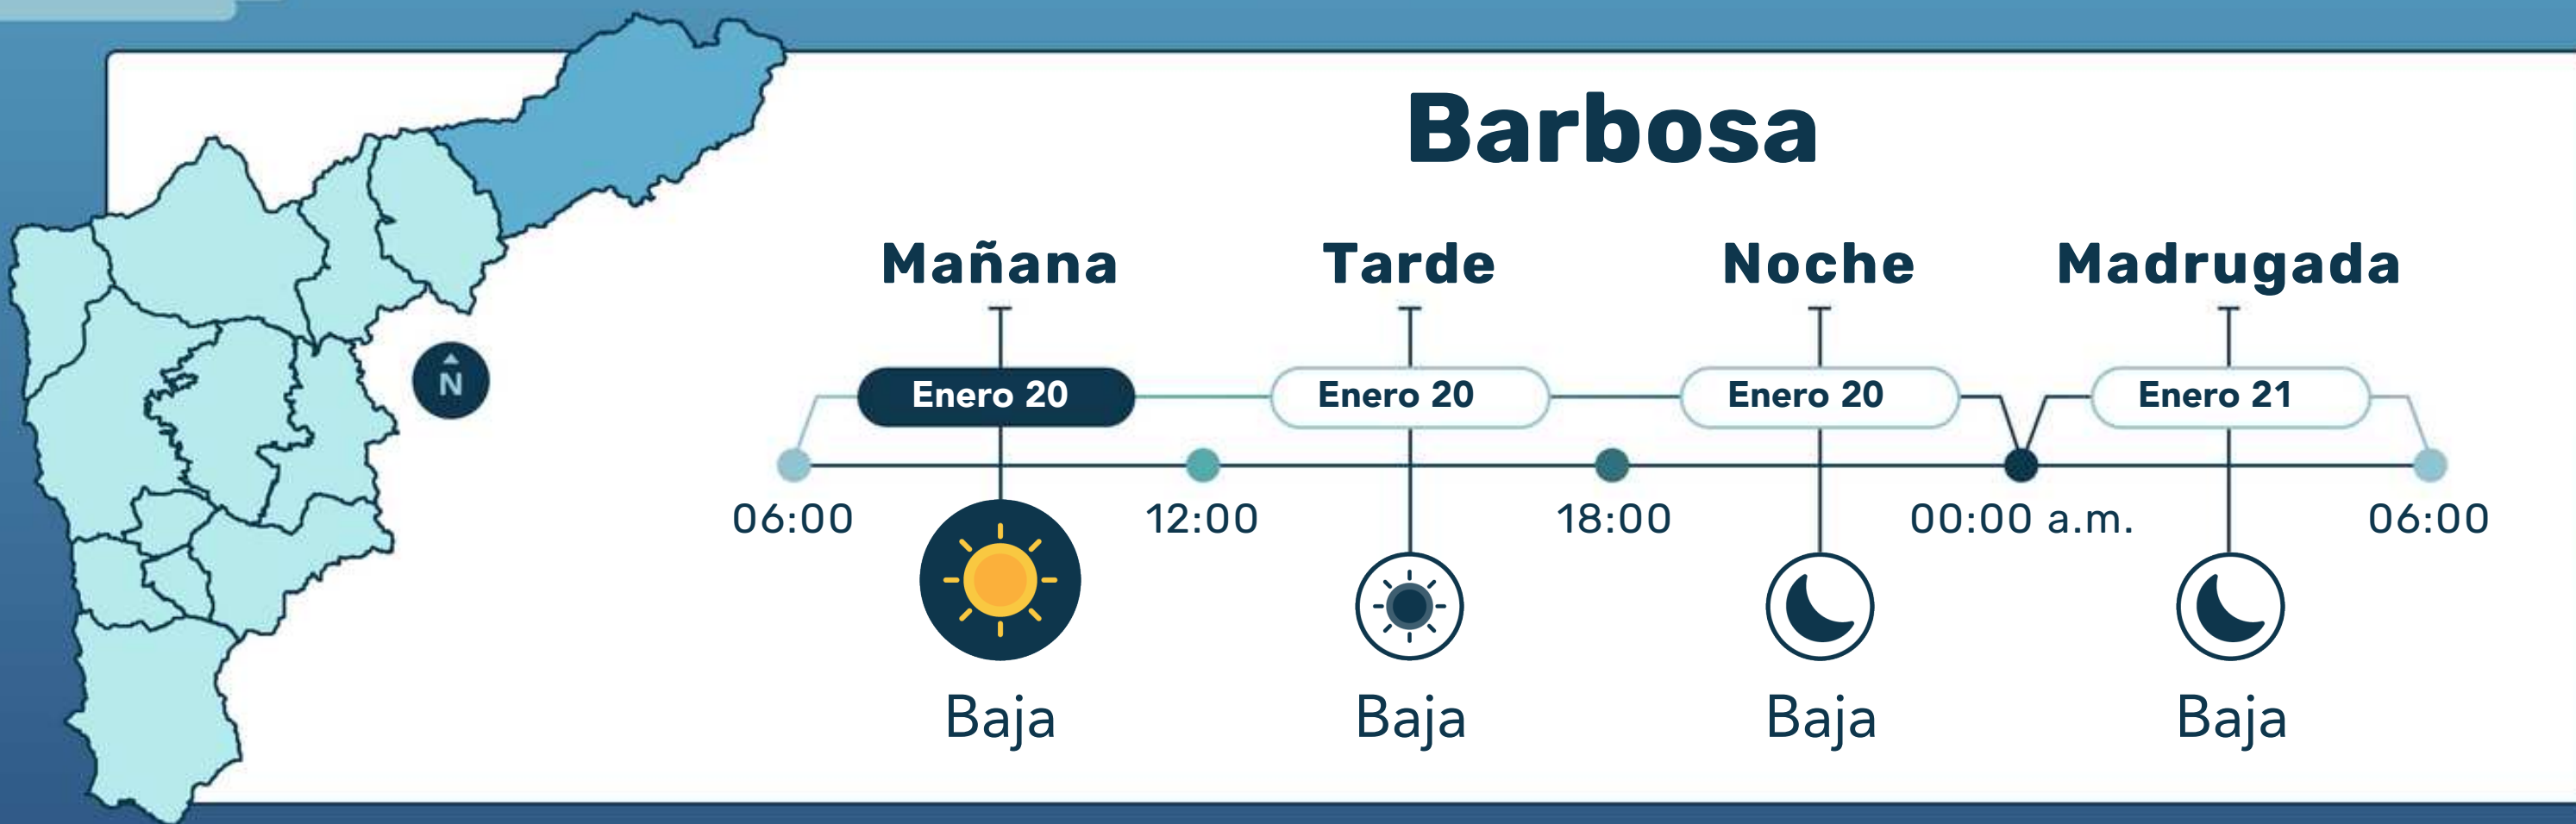 Barbosa
Mañana Tarde Noche Madrugada
Enero 20 Enero 20 Enero 20 Enero 21
N
06:00 12:00 18:00 00:00 a.m. 06:00
Baja Baja Baja Baja